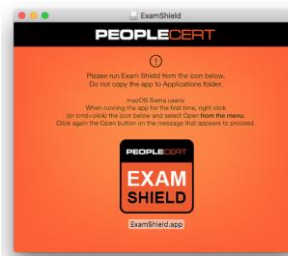 ExamShield
PEOPLECERT
Please run Exam Shield from the icon below.
Do not copy the app to Applications folder.
macOS Sierra users:
When running the app for the first time, right click
(or cmd+click) the icon below and select Open from the menu.
Click again the Open button on the message that appears to proceed.
PEOPLECERT
EXAM
SHIELD
ExamShield.app